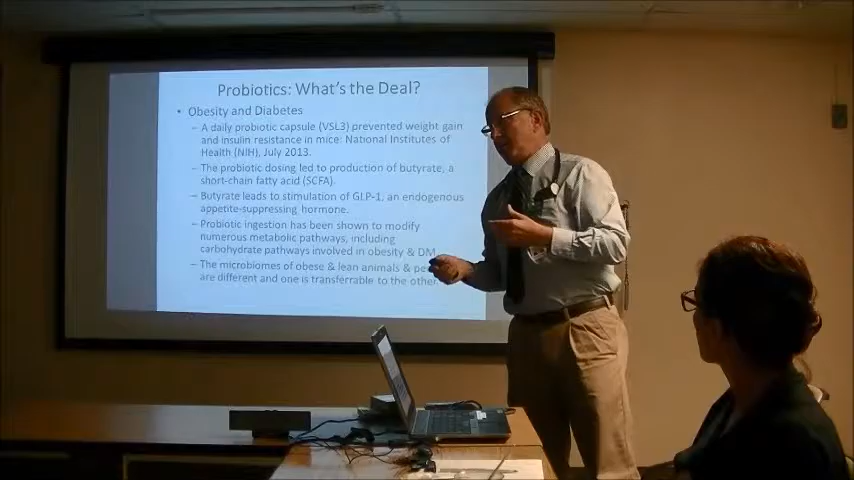 Probiotics: What's the Deal?
• Obesity and Diabetes
– A daily probiotic capsule (VSL3) prevented weight gain
and insulin resistance in mice: National Institutes of
Health (NIH), July 2013.
– The probiotic dosing led to production of butyrate, a
short-chain fatty acid (SCFA).
– Butyrate leads to stimulation of GLP-1, an endogenous
appetite-suppressing hormone.
– Probiotic ingestion has been shown to modify
numerous metabolic pathways, including
carbohydrate pathways involved in obesity & DM
– The microbiomes of obese & lean animals &
are different and one is transferrable to the other